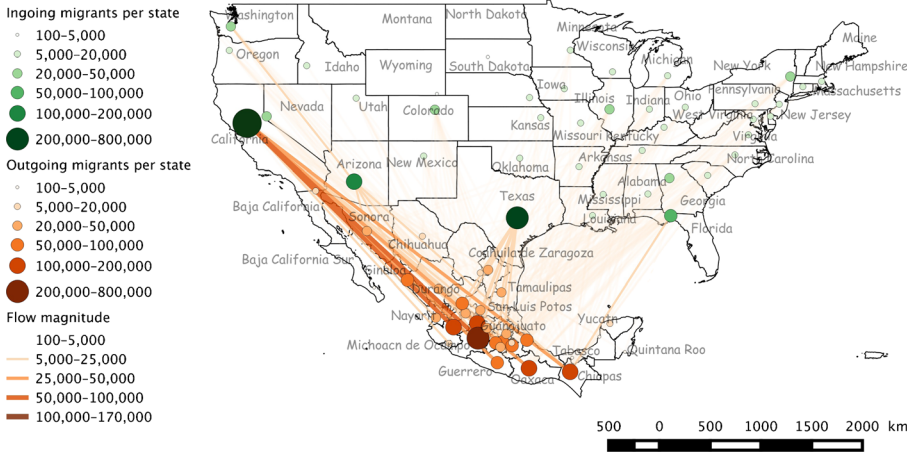 Ingoing migrants per state
100–5,000
5,000–20,000
20,000–50,000
50,000–100,000
100,000–200,000
200,000–800,000
Outgoing migrants per state
100–5,000
5,000–20,000
20,000–50,000
50,000–100,000
100,000–200,000
200,000–800,000
Flow magnitude
100–5,000
5,000–25,000
25,000–50,000
50,000–100,000
100,000–170,000
Washington
Montana
North Dakota
Minnesota
Maine
Oregon
Idaho
Wyoming
South Dakota
Wisconsin
Michigan
New York
New Hampshire
Nevada
Utah
Colorado
Iowa
Illinois
Indiana
Ohio
Pennsylvania
Massachusetts
California
Kansas
Missouri
Kentucky
West Virginia
New Jersey
Virginia
Arizona
New Mexico
Oklahoma
Arkansas
North Carolina
Texas
Alabama
Mississippi
Georgia
Louisiana
Florida
Baja California
Sonora
Chihuahua
Coahuila de Zaragoza
Baja California Sur
Sinaloa
Durango
Tamaulipas
San Luis Potos
Nayarit
Guanajuato
Yucatn
Michoacn de Ocampo
Tabasco
Quintana Roo
Guerrero
Oaxaca
Chiapas
500 0 500 1000 1500 2000 km